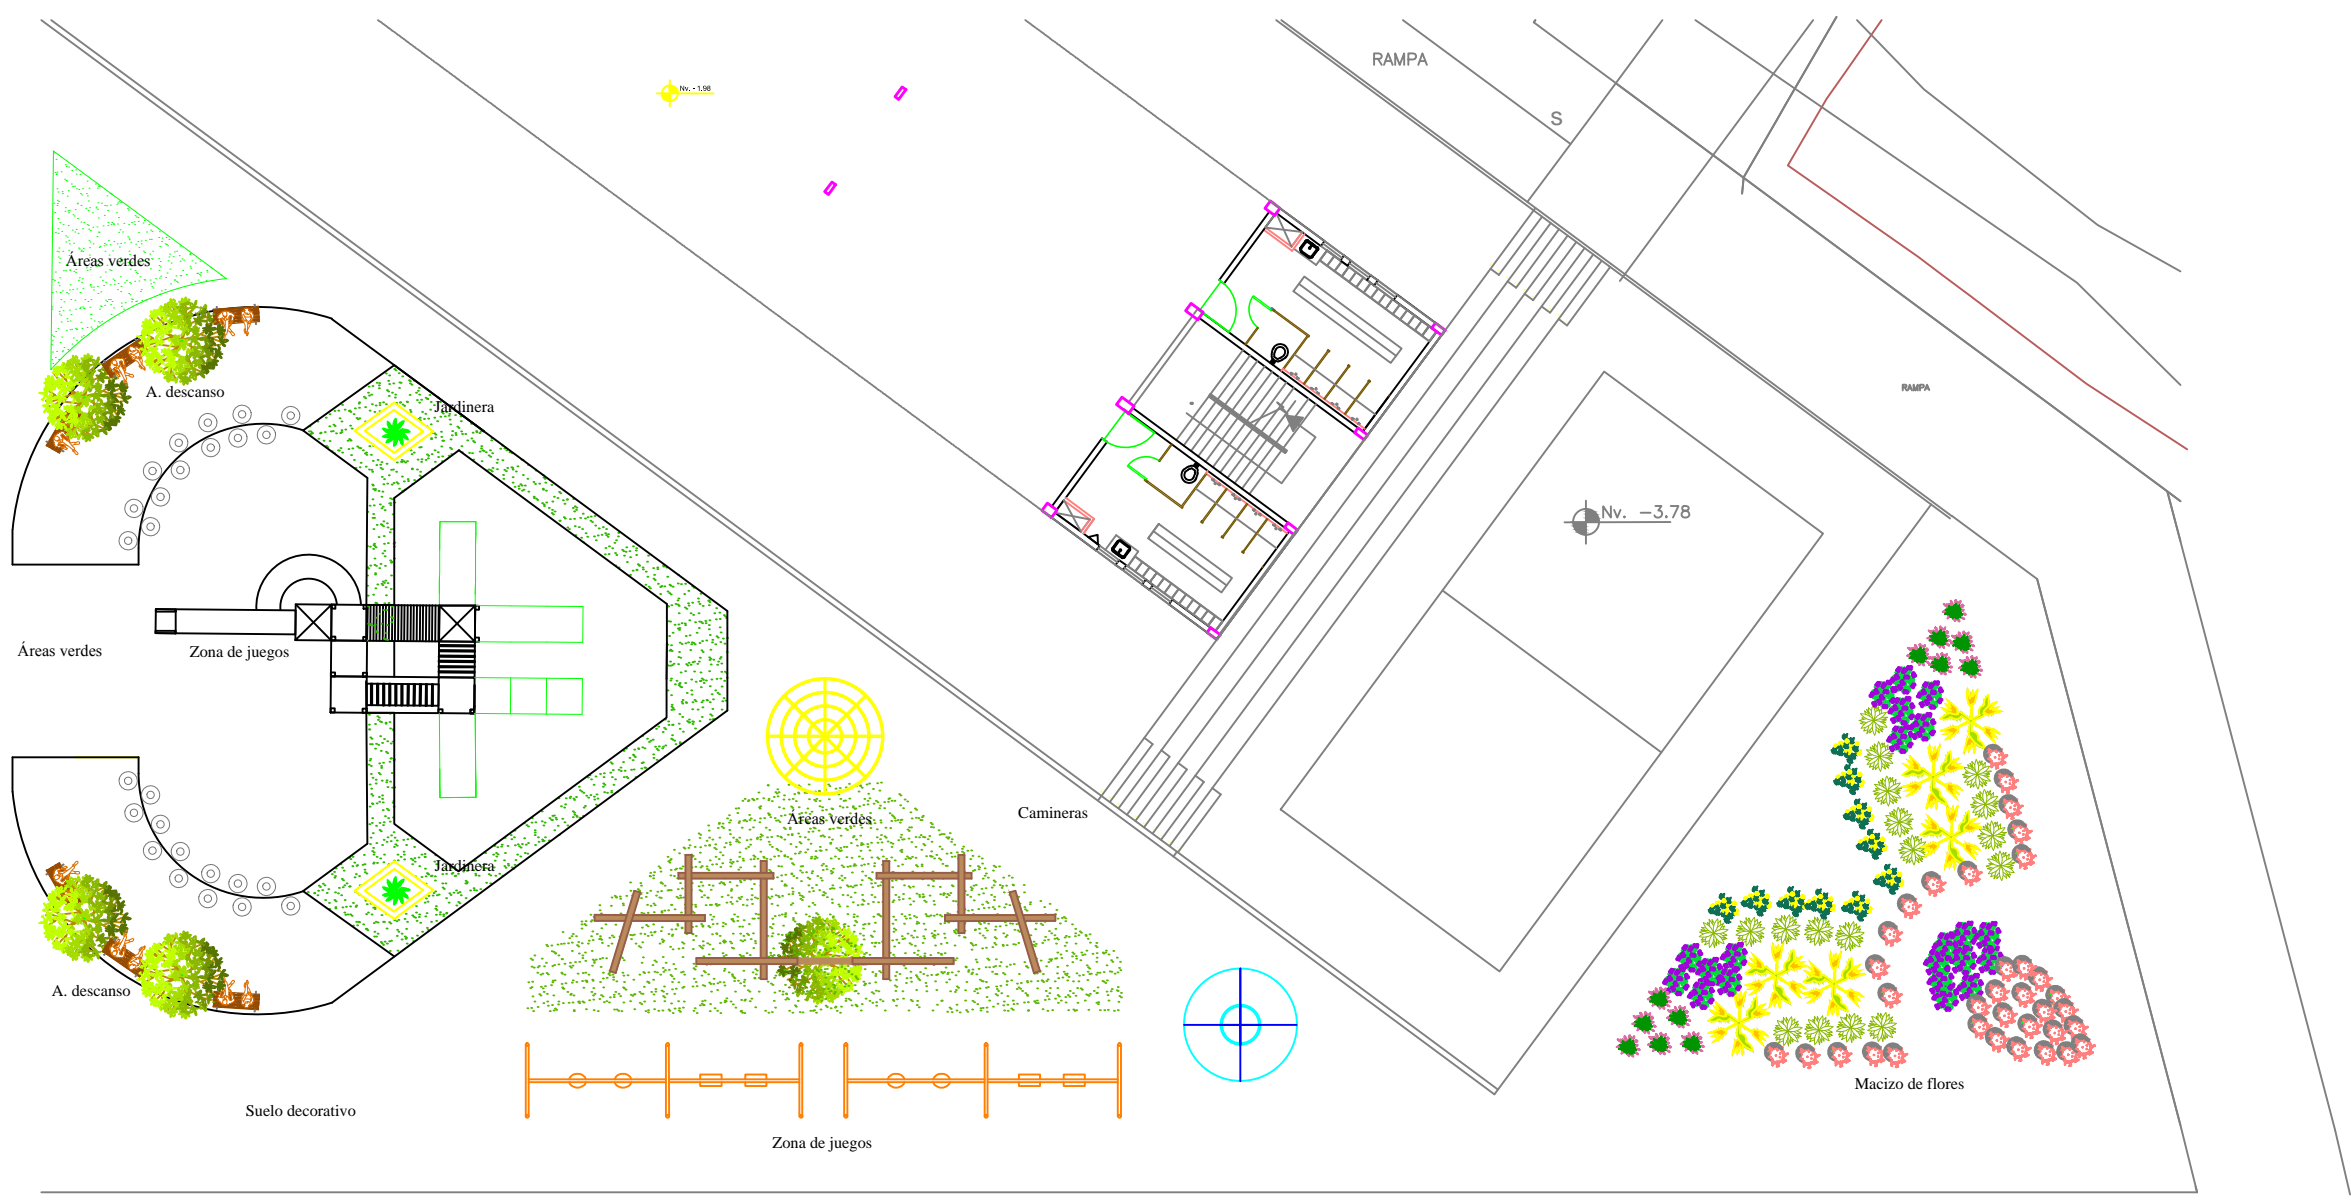 RAMPA
Nv. - 1.98
S
Áreas verdes
RAMPA
A. descanso
Jardinera
Nv. -3.78
Áreas verdes
Zona de juegos
Camineras
Áreas verdes
Jardinera
A. descanso
Macizo de flores
Suelo decorativo
Zona de juegos